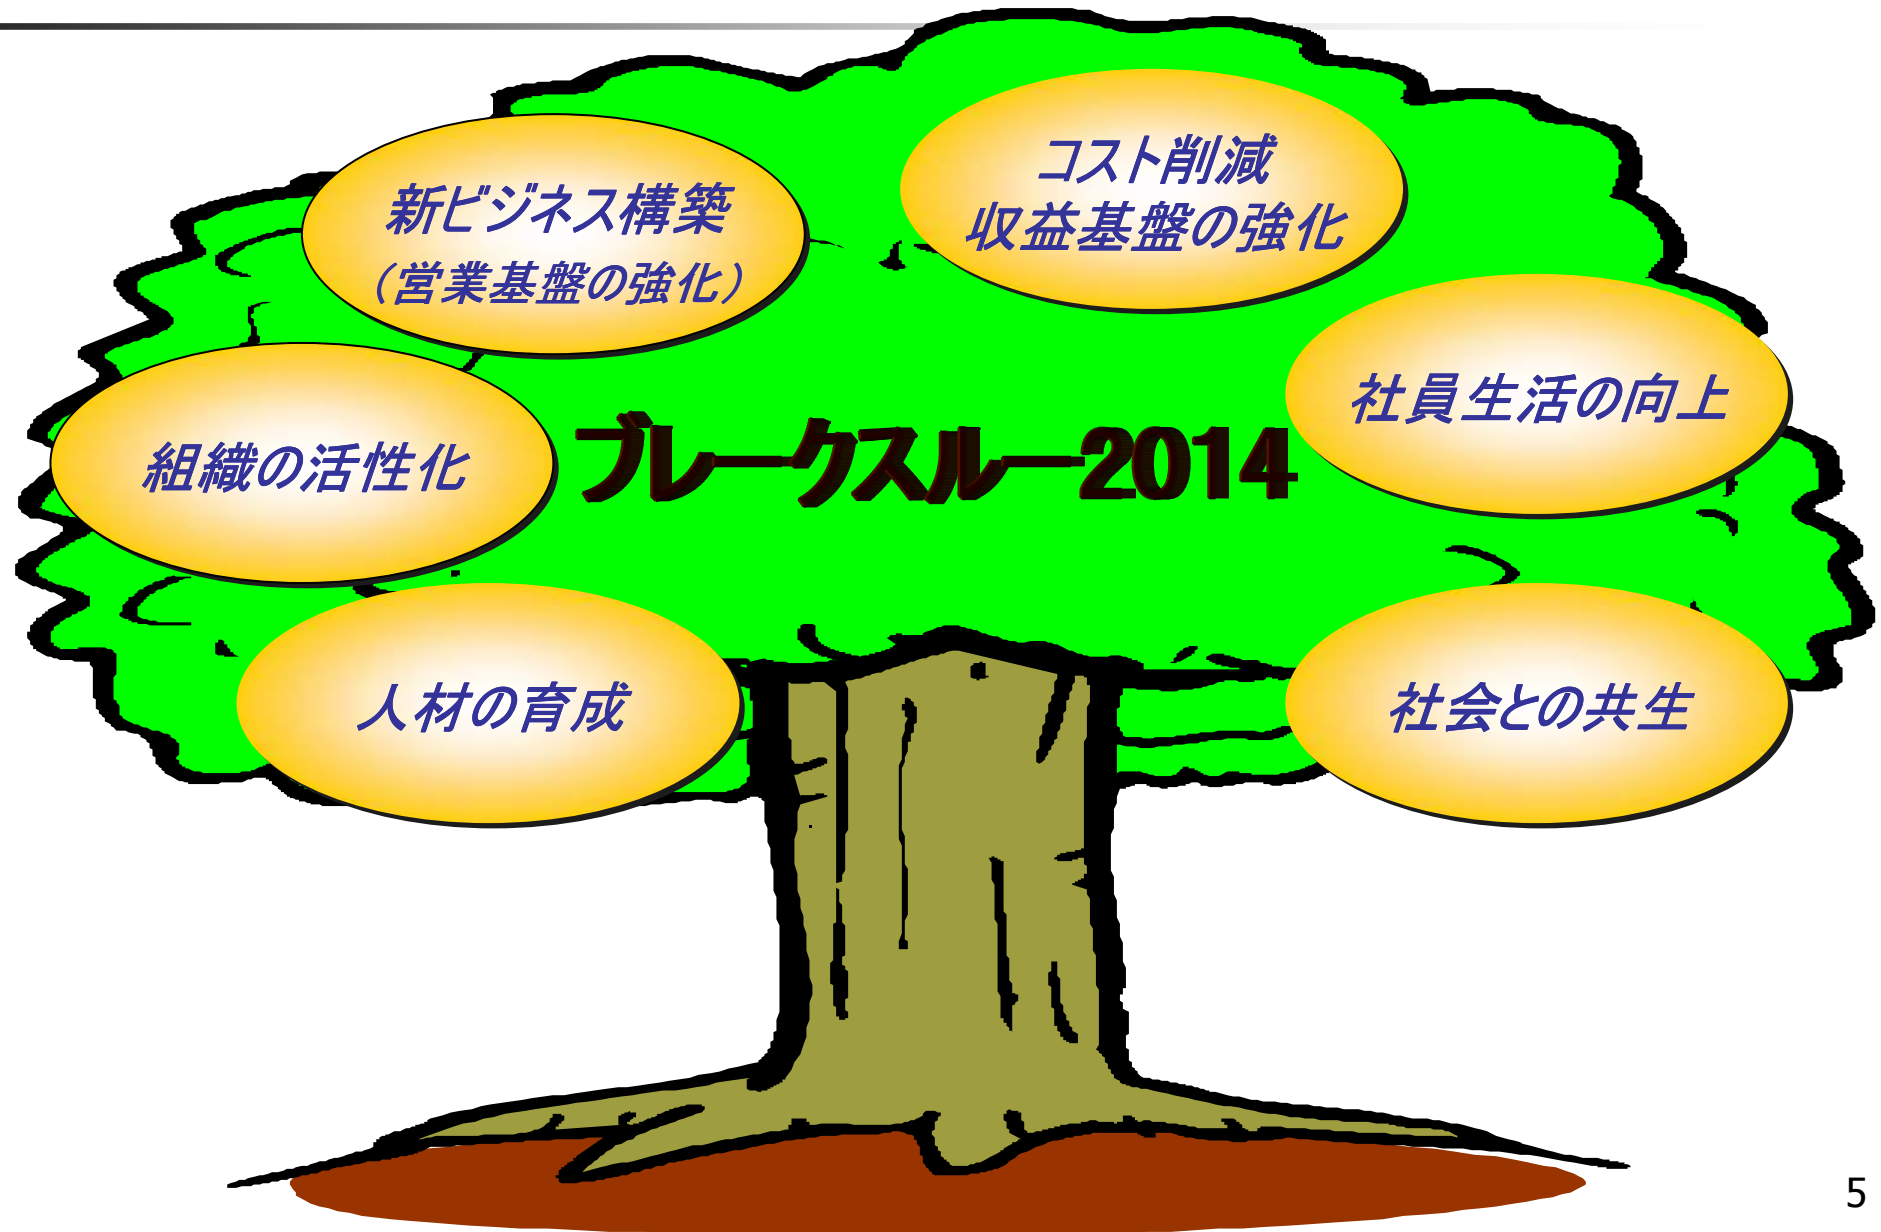 コスト削減
収益基盤の強化
新ビジネス構築
（営業基盤の強化）
社員生活の向上
組織の活性化
ブレークスルー2014
人材の育成
社会との共生
5